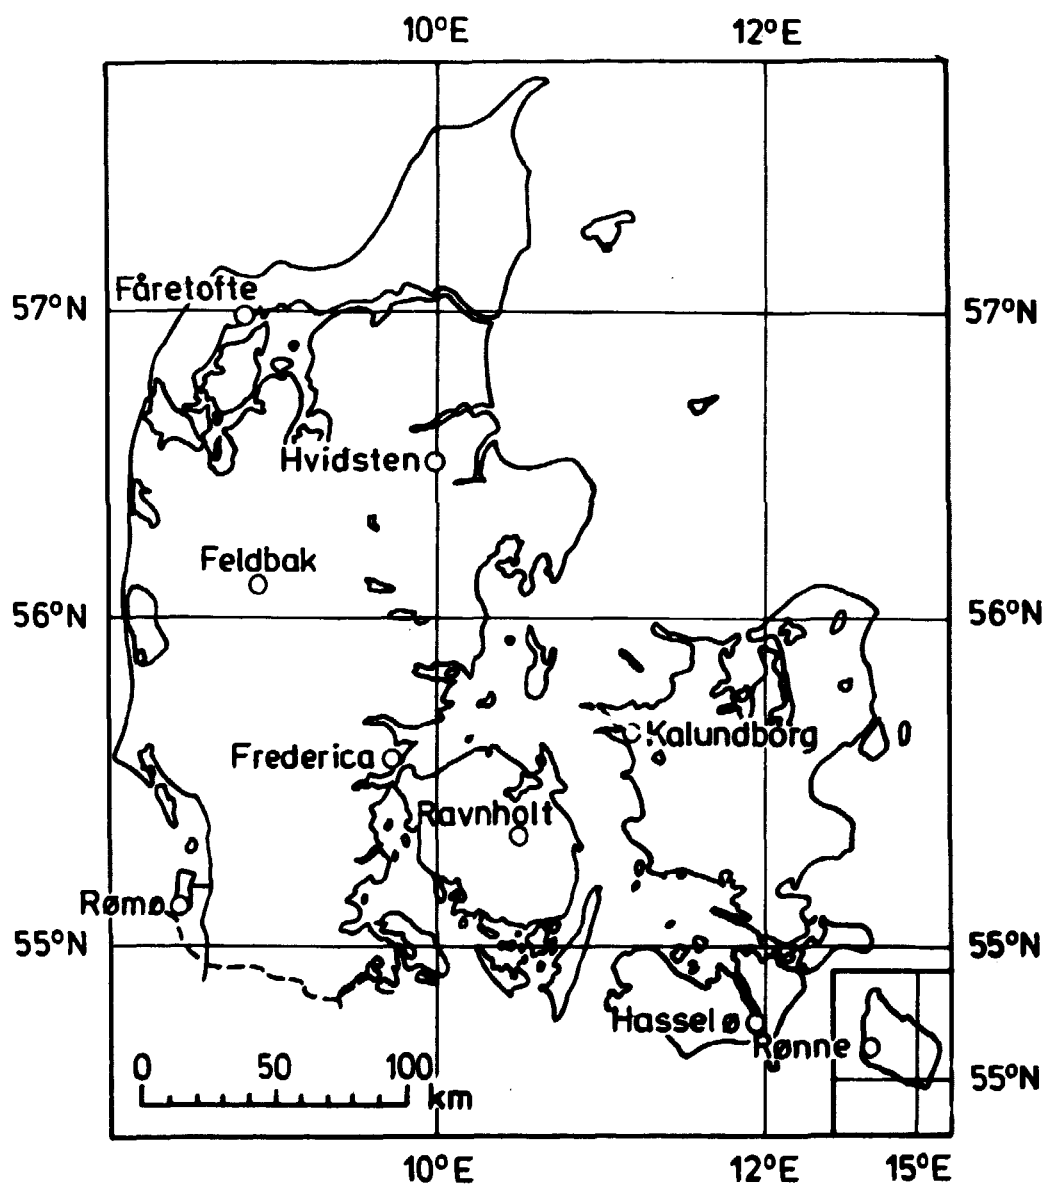 10°E 12°E
Fåretofte
57°N 57°N
Hvidsten
Feldbak
56°N 56°N
Kalundborg
Frederica
Ravnholt
Rømø
55°N 55°N
Hasselø
Rønne
0 50 100
km
55°N
10°E 12°E 15°E